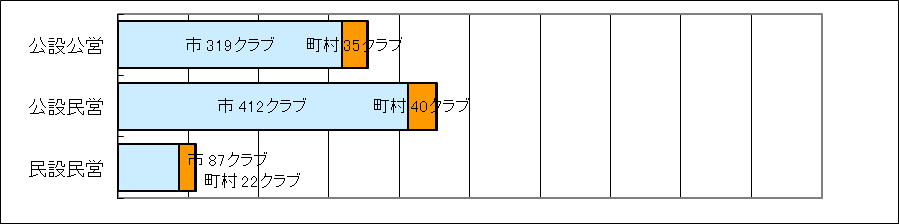 公設公営 市 319クラブ 町村 35クラブ
公設民営 市 412クラブ 町村 40クラブ
民設民営 市 87クラブ
町村 22クラブ